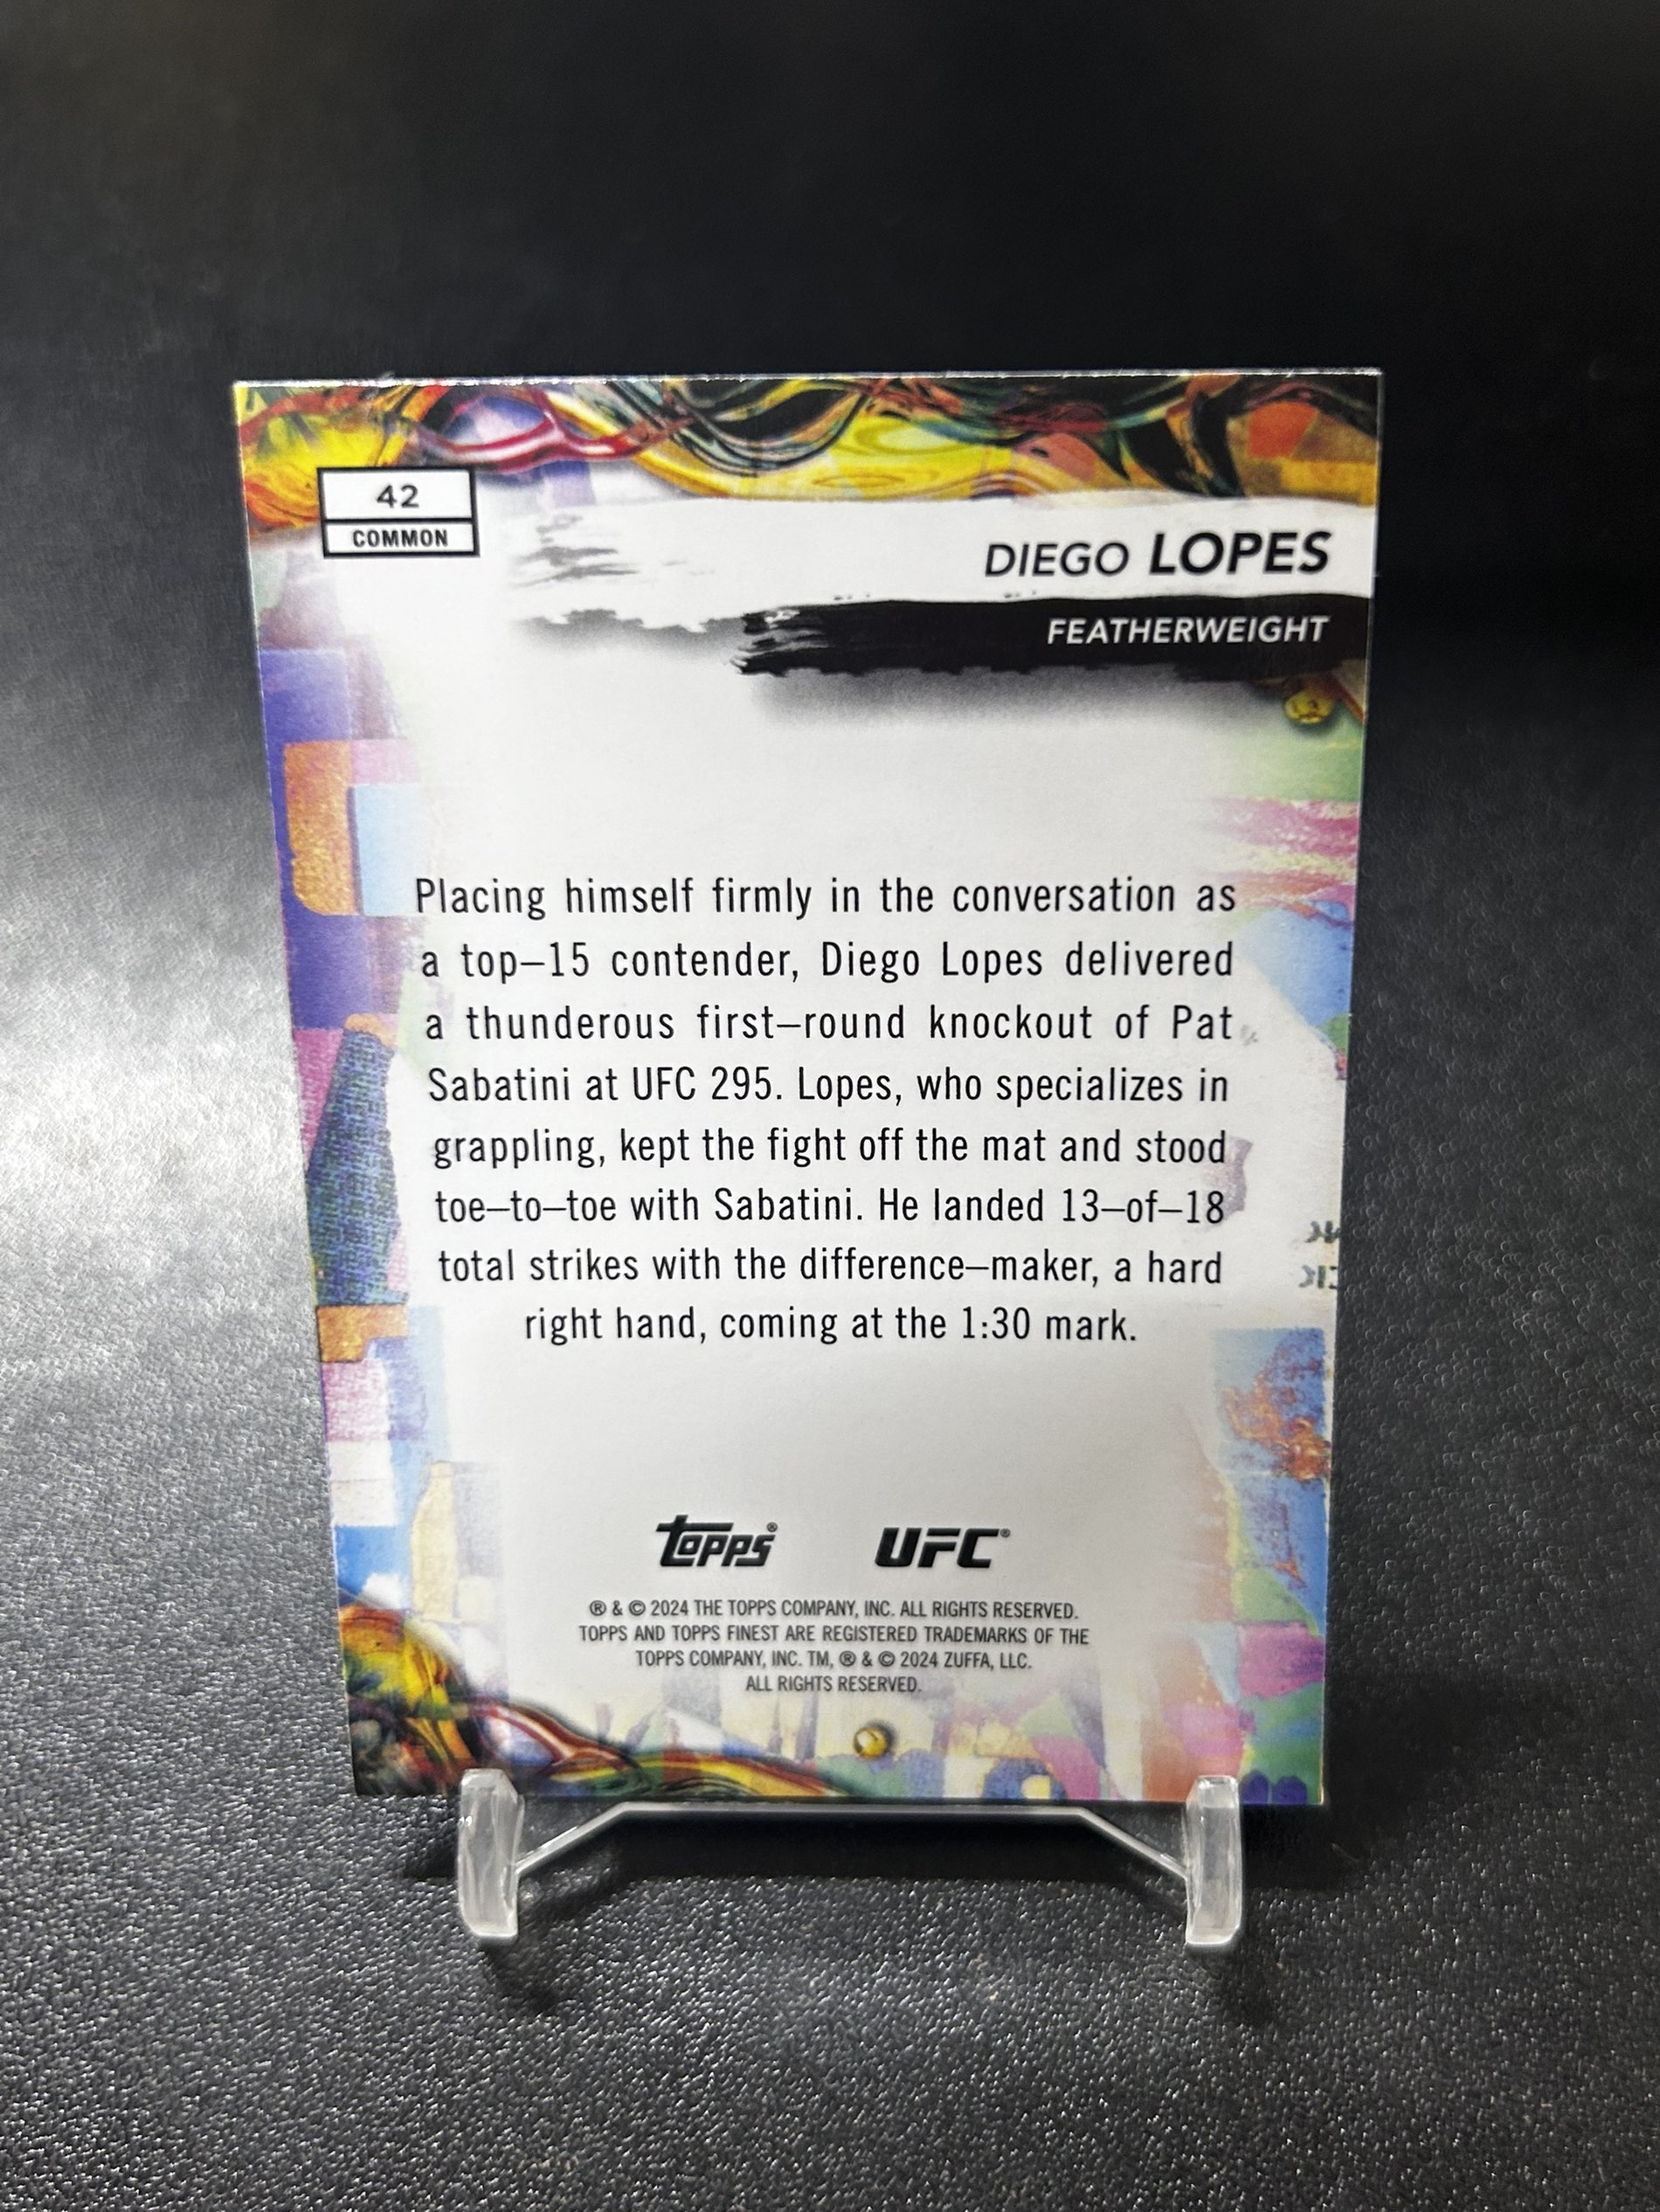 42
COMMON
DIEGO LOPES
FEATHERWEIGHT
Placing himself firmly in the conversation as
a top–15 contender, Diego Lopes delivered
a thunderous first–round knockout of Pat
Sabatini at UFC 295. Lopes, who specializes in
grappling, kept the fight off the mat and stood
toe–to–toe with Sabatini. He landed 13–of–18
total strikes with the difference–maker, a hard
right hand, coming at the 1:30 mark.
topps® UFC®
® & © 2024 THE TOPPS COMPANY, INC. ALL RIGHTS RESERVED.
TOPPS AND TOPPS FINEST ARE REGISTERED TRADEMARKS OF THE
TOPPS COMPANY, INC. TM, ® & © 2024 ZUFFA, LLC.
ALL RIGHTS RESERVED.